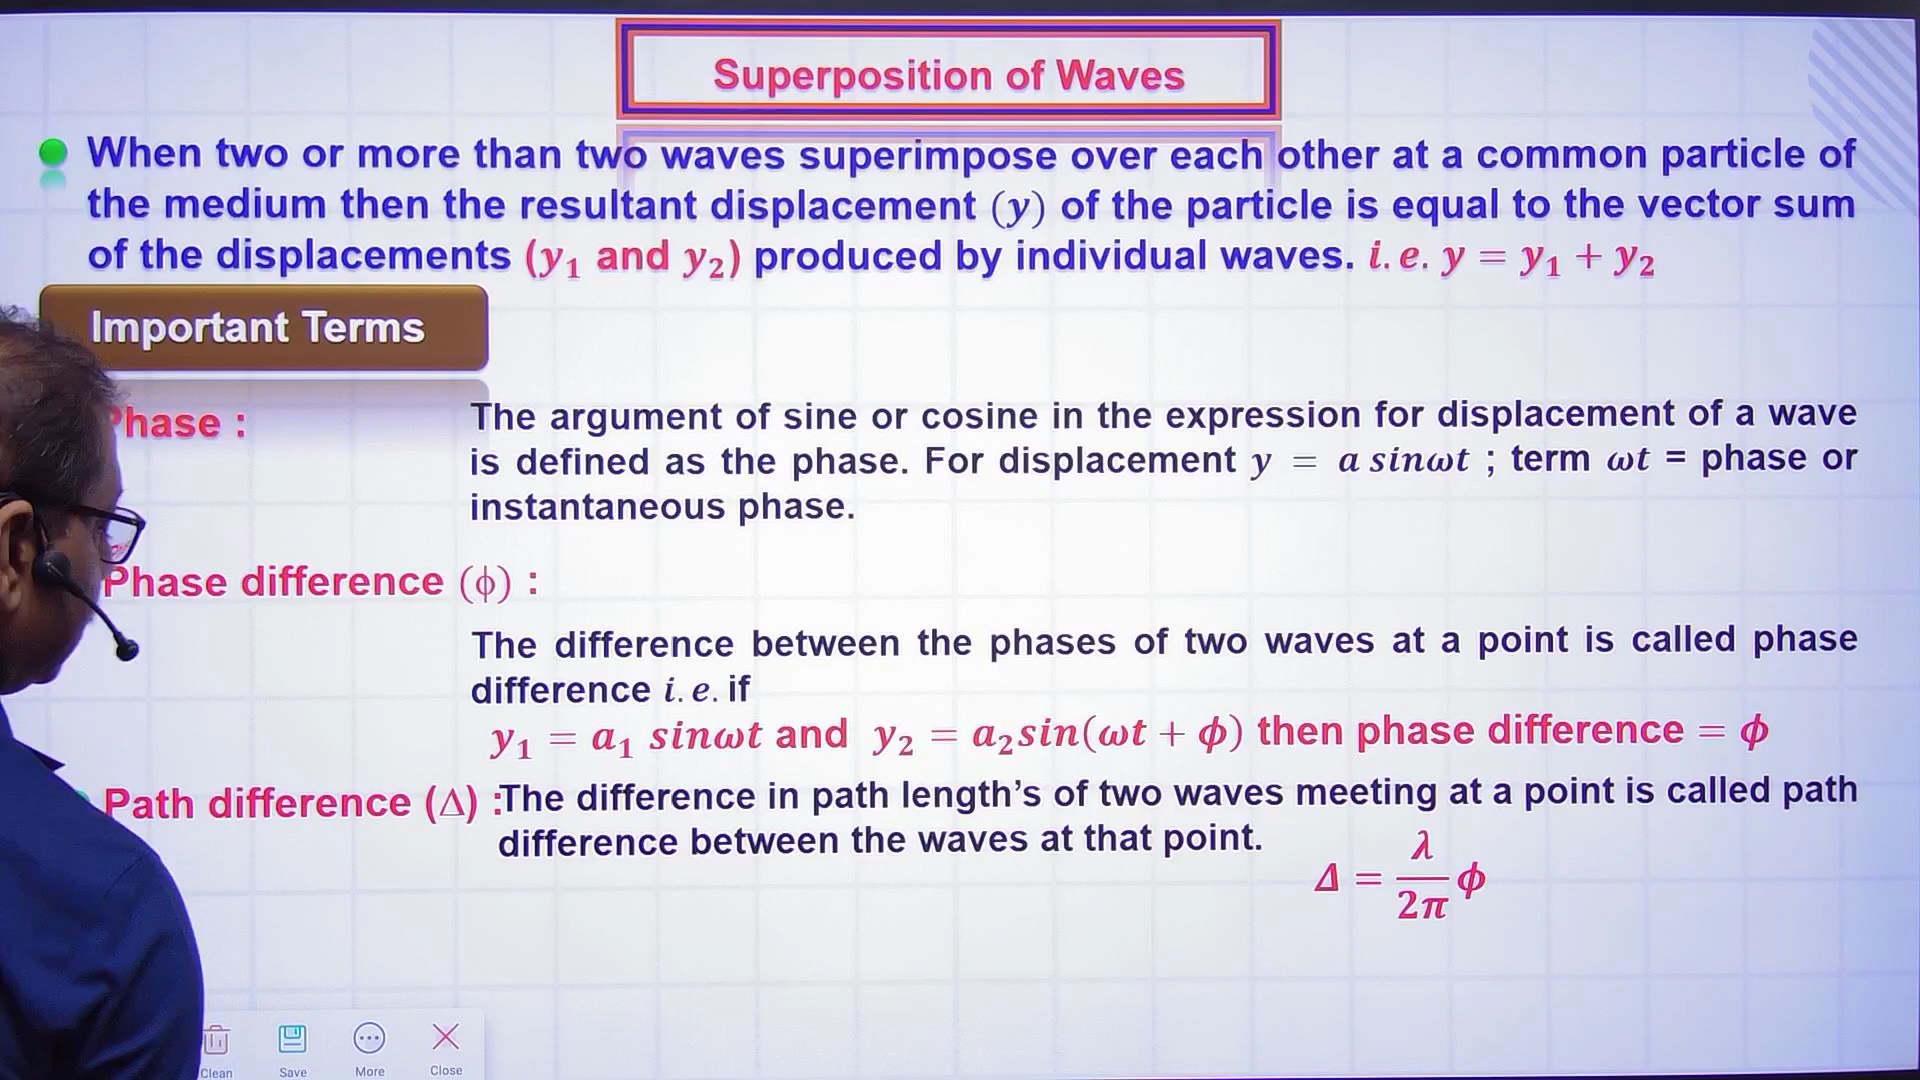 Superposition of Waves
When two or more than two waves superimpose over each other at a common particle of
the medium then the resultant displacement (y) of the particle is equal to the vector sum
of the displacements (y₁ and y₂) produced by individual waves. i.e. y = y₁ + y₂
Important Terms
Phase :
The argument of sine or cosine in the expression for displacement of a wave
is defined as the phase. For displacement y = a sinωt ; term ωt = phase or
instantaneous phase.
Phase difference (ϕ) :
The difference between the phases of two waves at a point is called phase
difference i.e. if
y₁ = a₁ sinωt and y₂ = a₂sin(ωt + ϕ) then phase difference = ϕ
Path difference (Δ) :The difference in path length's of two waves meeting at a point is called path
difference between the waves at that point.
Δ = λ/2π ϕ
Clean Save More Close